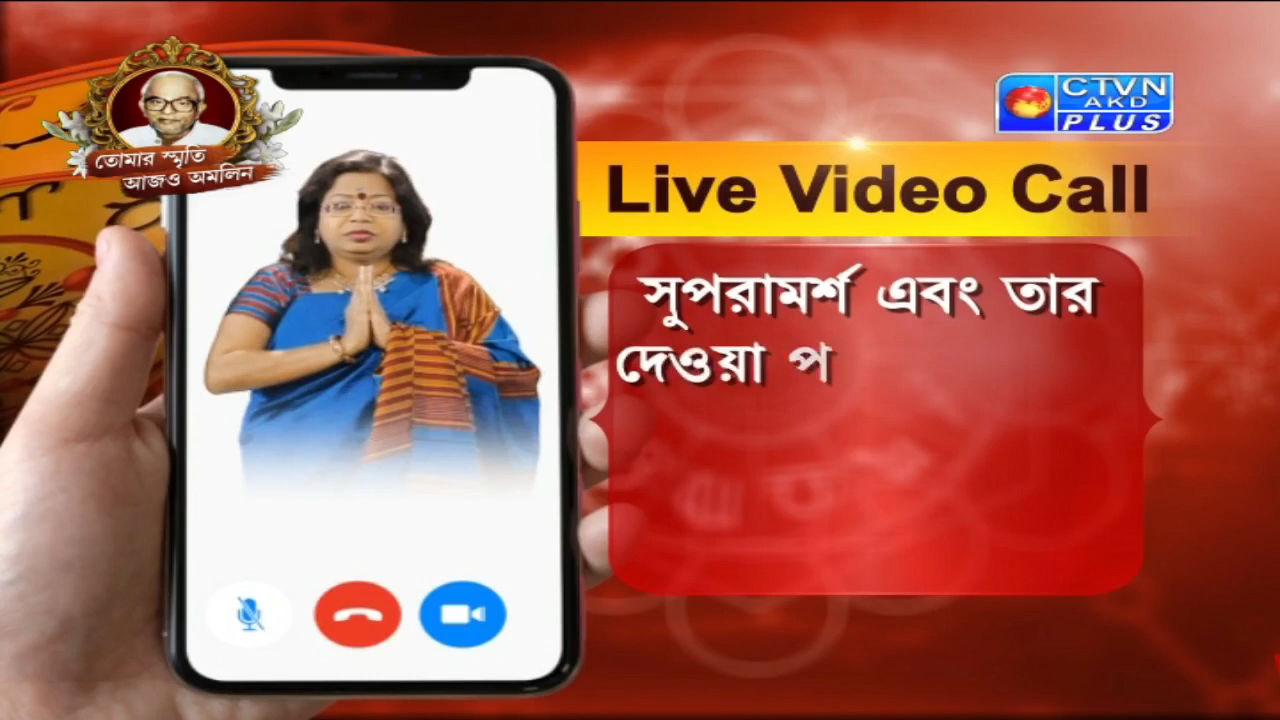 তোমার স্মৃতি
আজও অমলিন
CTVN
AKD
PLUS
Live Video Call
সুপরামর্শ এবং তার
দেওয়া প